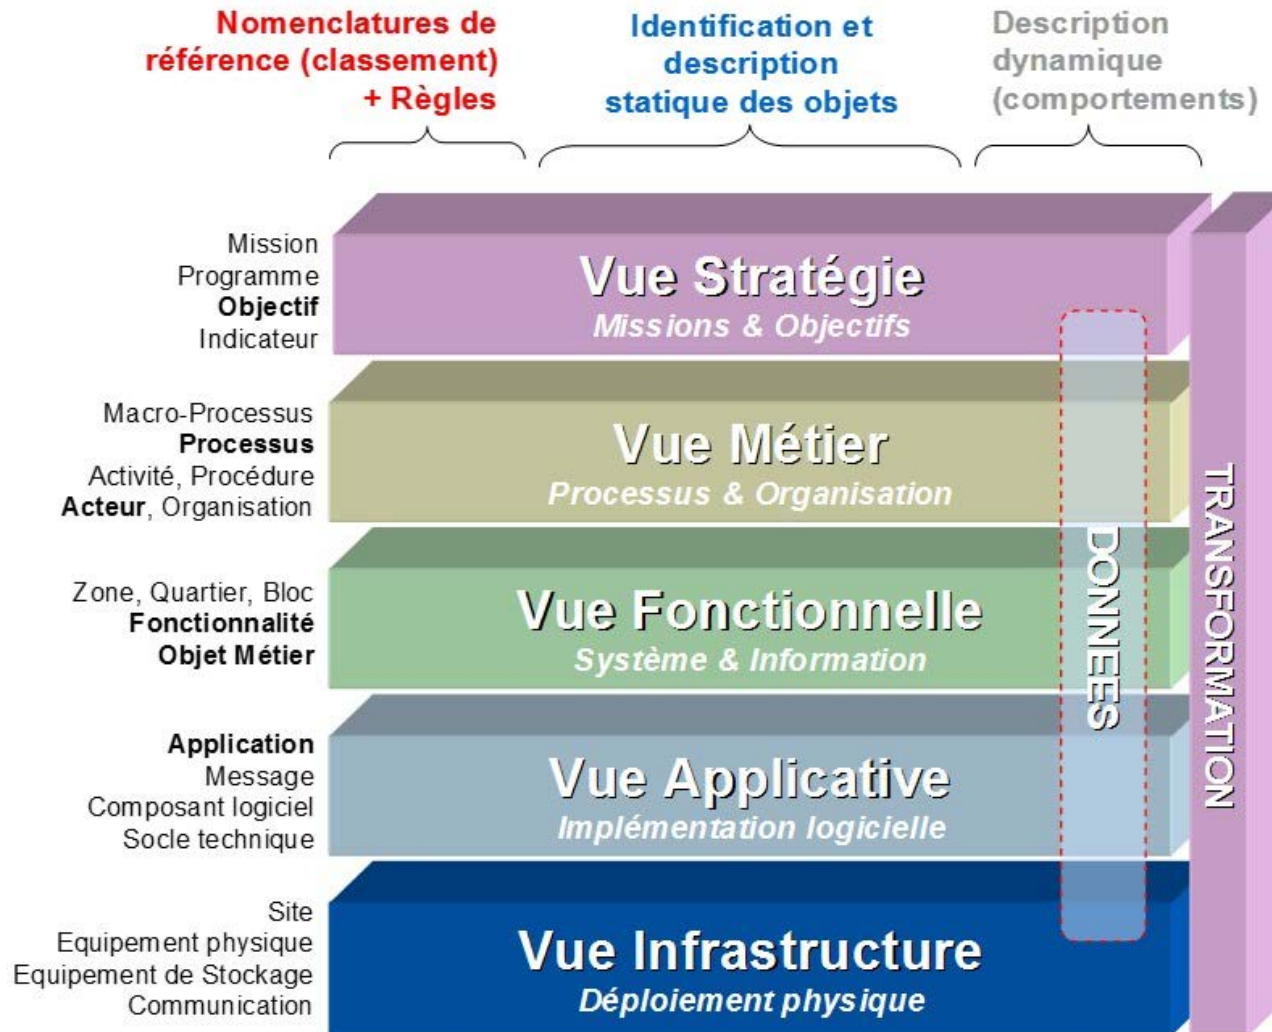 Nomenclatures de
référence (classement)
+ Règles
Identification et
description
statique des objets
Description
dynamique
(comportements)
Mission
Programme
Objectif
Indicateur
Vue Stratégie
Missions & Objectifs
Macro-Processus
Processus
Activité, Procédure
Acteur, Organisation
Vue Métier
Processus & Organisation
Zone, Quartier, Bloc
Fonctionnalité
Objet Métier
Vue Fonctionnelle
Système & Information
Application
Message
Composant logiciel
Socle technique
Vue Applicative
Implémentation logicielle
Site
Equipement physique
Equipement de Stockage
Communication
Vue Infrastructure
Déploiement physique
DONNEES
TRANSFORMATION